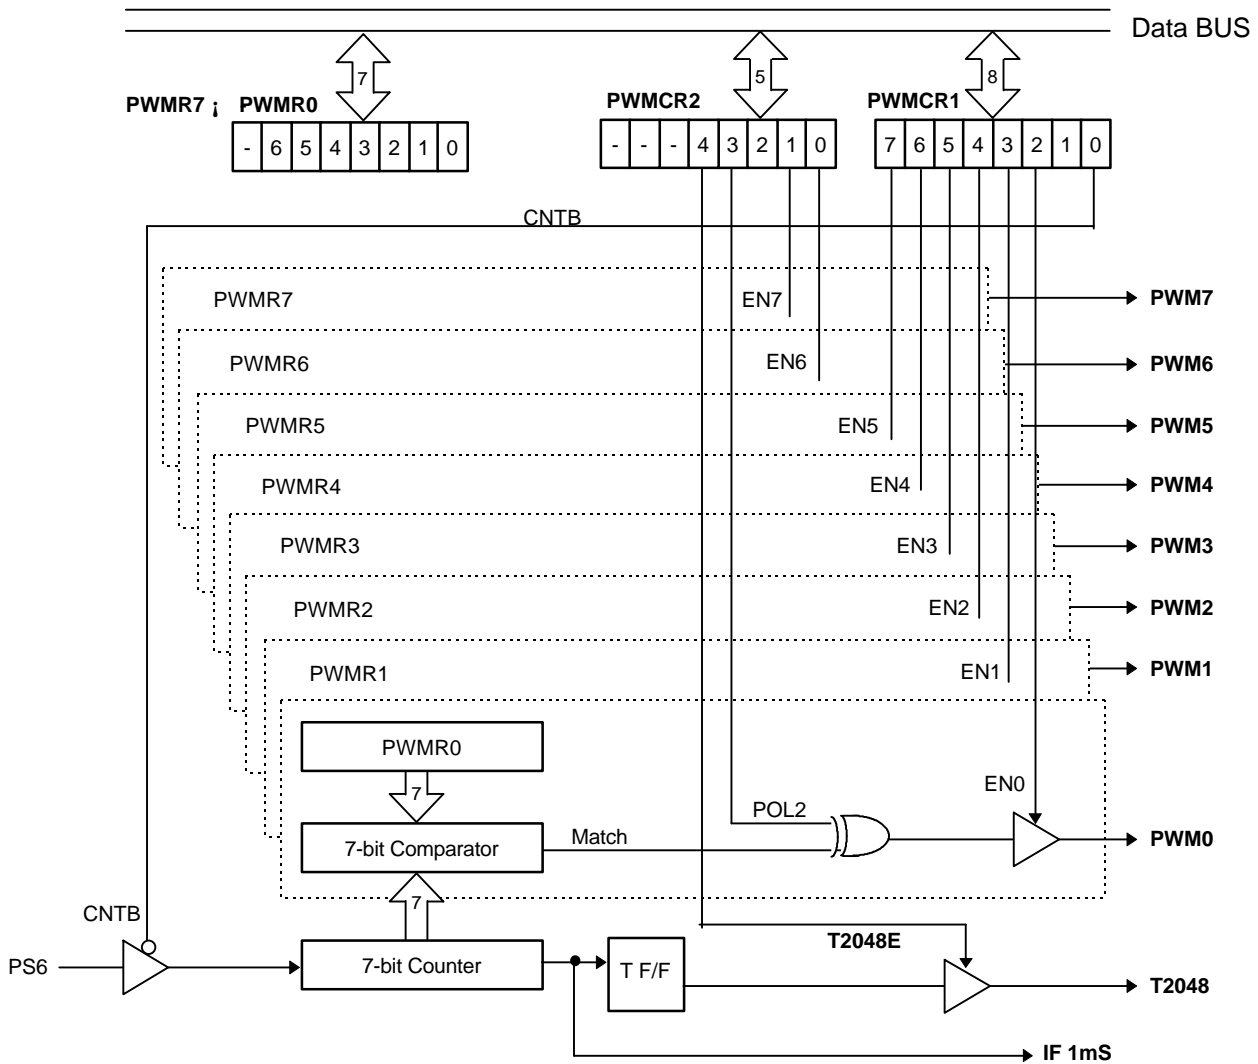 Data BUS
7
5
8
PWMR7 ¡ PWMR0
PWMCR2
PWMCR1
- 6 5 4 3 2 1 0
- - - 4 3 2 1 0
7 6 5 4 3 2 1 0
CNTB
PWMR7
EN7
PWM7
PWMR6
EN6
PWM6
PWMR5
EN5
PWM5
PWMR4
EN4
PWM4
PWMR3
EN3
PWM3
PWMR2
EN2
PWM2
PWMR1
EN1
PWM1
PWMR0
7
EN0
POL2
Match
7-bit Comparator
PWM0
7
CNTB
T2048E
PS6
7-bit Counter
T F/F
T2048
IF 1mS